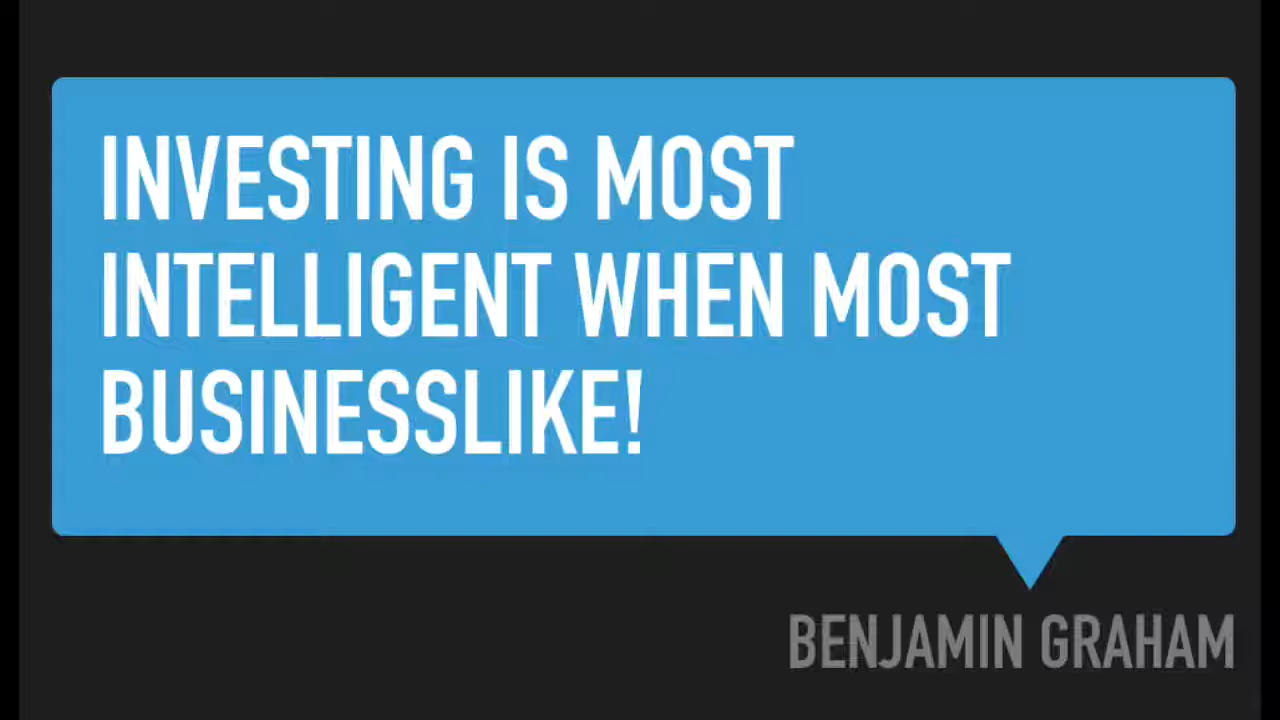 INVESTING IS MOST
INTELLIGENT WHEN MOST
BUSINESSLIKE!
BENJAMIN GRAHAM